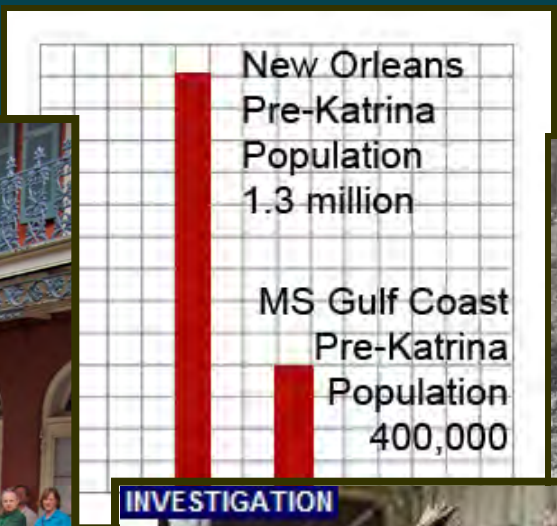 New Orleans
Pre-Katrina
Population
1.3 million
MS Gulf Coast
Pre-Katrina
Population
400,000
INVESTIGATION